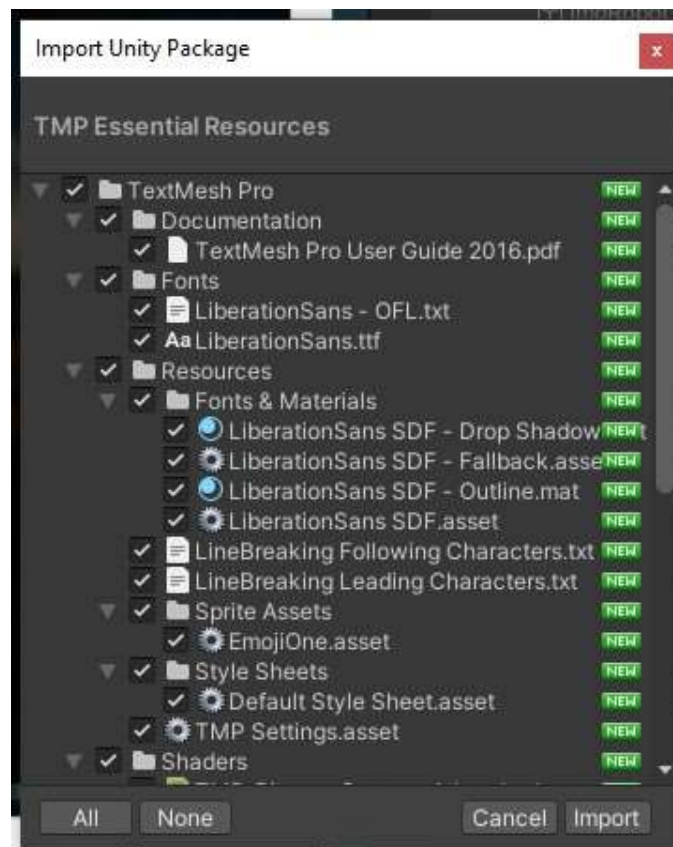 Import Unity Package
x
TMP Essential Resources
TextMesh Pro NEW
Documentation NEW
TextMesh Pro User Guide 2016.pdf NEW
Fonts NEW
LiberationSans - OFL.txt NEW
Aa LiberationSans.ttf NEW
Resources NEW
Fonts & Materials NEW
LiberationSans SDF - Drop Shadow NEW
LiberationSans SDF - Fallback.asse NEW
LiberationSans SDF - Outline.mat NEW
LiberationSans SDF.asset NEW
LineBreaking Following Characters.txt NEW
LineBreaking Leading Characters.txt NEW
Sprite Assets NEW
EmojiOne.asset NEW
Style Sheets NEW
Default Style Sheet.asset NEW
TMP Settings.asset NEW
Shaders NEW
All None Cancel Import